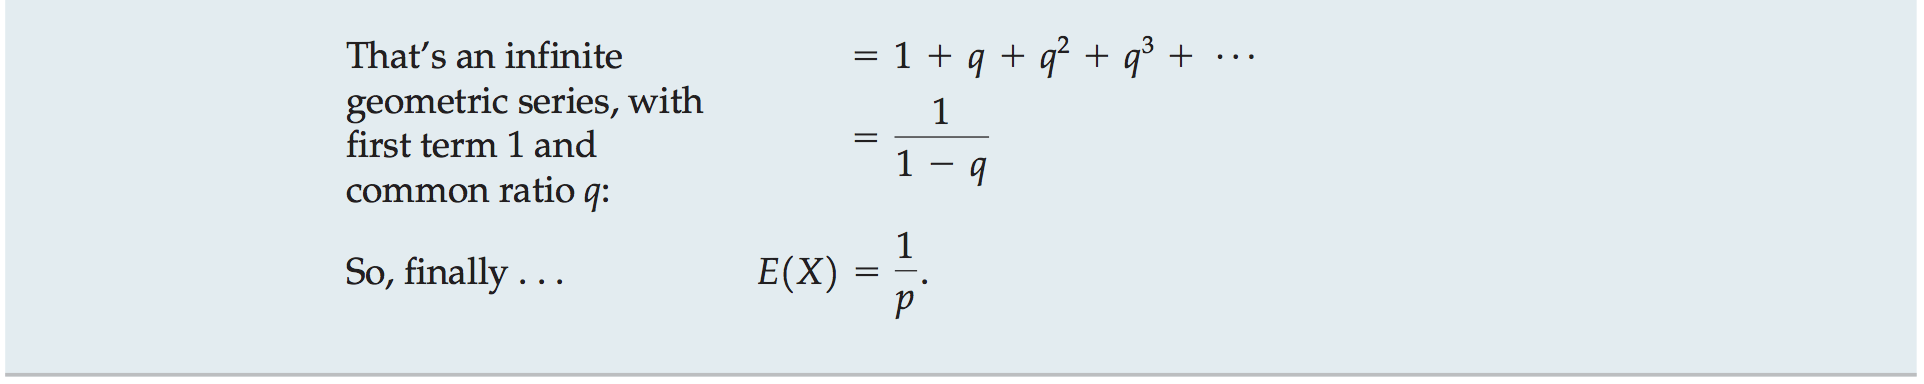 That's an infinite
geometric series, with
first term 1 and
common ratio q:
= 1 + q + q² + q³ + ⋯
= 1/(1 − q)
So, finally . . . E(X) = 1/p.